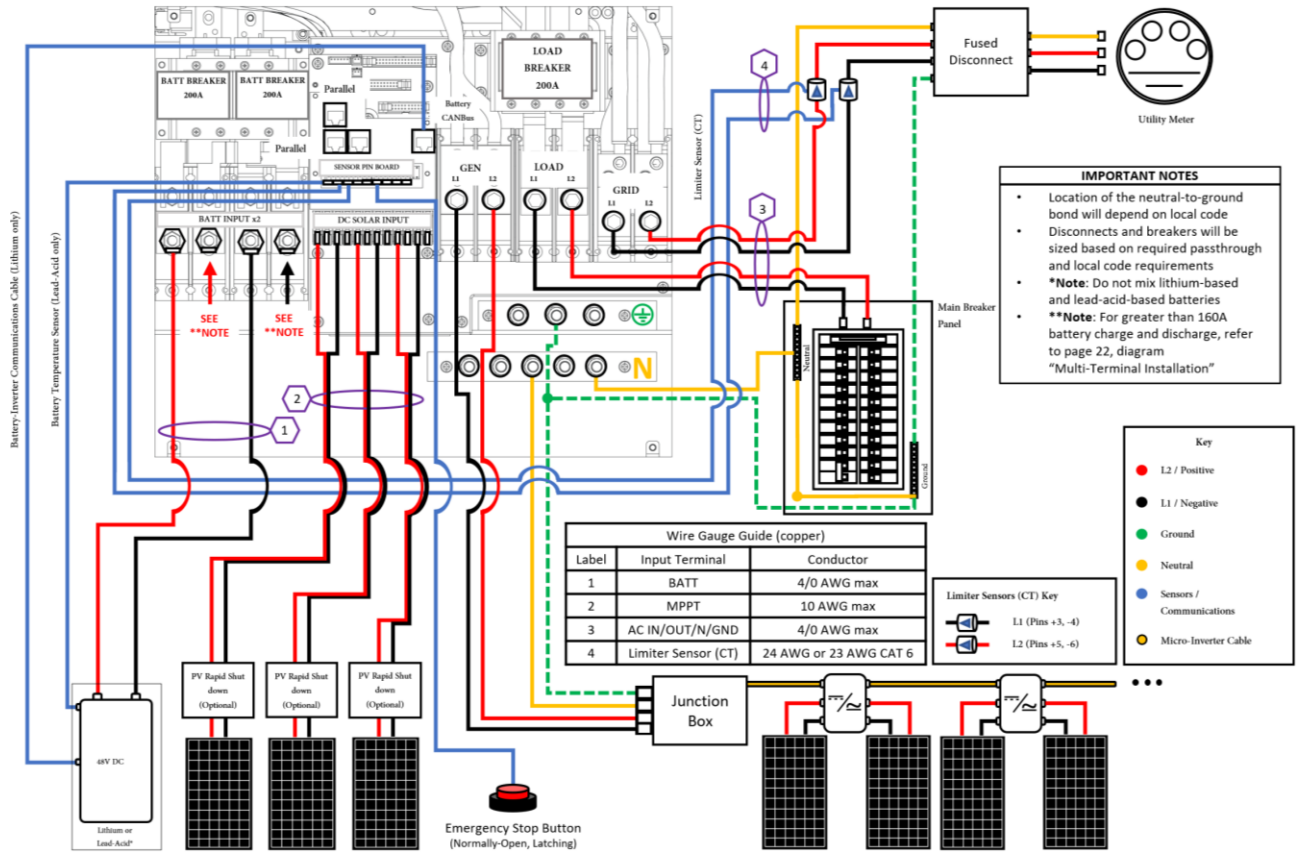 LOAD
BREAKER
200A
BATT BREAKER
200A
BATT BREAKER
200A
Parallel
Battery
CANBus
Parallel
SENSOR PIN BOARD
GEN
L1
L2
LOAD
L1
L2
GRID
L1
L2
BATT INPUT x2
DC SOLAR INPUT
SEE
**NOTE
SEE
**NOTE
N
Battery-Inverter Communications Cable (Lithium only)
Battery Temperature Sensor (Lead-Acid only)
Limiter Sensor (CT)
4
3
2
1
Fused
Disconnect
Utility Meter
IMPORTANT NOTES
• Location of the neutral-to-ground
bond will depend on local code
• Disconnects and breakers will be
sized based on required passthrough
and local code requirements
• *Note: Do not mix lithium-based
and lead-acid-based batteries
• **Note: For greater than 160A
battery charge and discharge, refer
to page 22, diagram
"Multi-Terminal Installation"
Main Breaker
Panel
Neutral
Ground
Wire Gauge Guide (copper)
Label Input Terminal Conductor
1 BATT 4/0 AWG max
2 MPPT 10 AWG max
3 AC IN/OUT/N/GND 4/0 AWG max
4 Limiter Sensor (CT) 24 AWG or 23 AWG CAT 6
Limiter Sensors (CT) Key
L1 (Pins +3, -4)
L2 (Pins +5, -6)
Key
L2 / Positive
L1 / Negative
Ground
Neutral
Sensors /
Communications
Micro-Inverter Cable
PV Rapid Shut
down
(Optional)
PV Rapid Shut
down
(Optional)
PV Rapid Shut
down
(Optional)
48V DC
Lithium or
Lead-Acid*
Emergency Stop Button
(Normally-Open, Latching)
Junction
Box